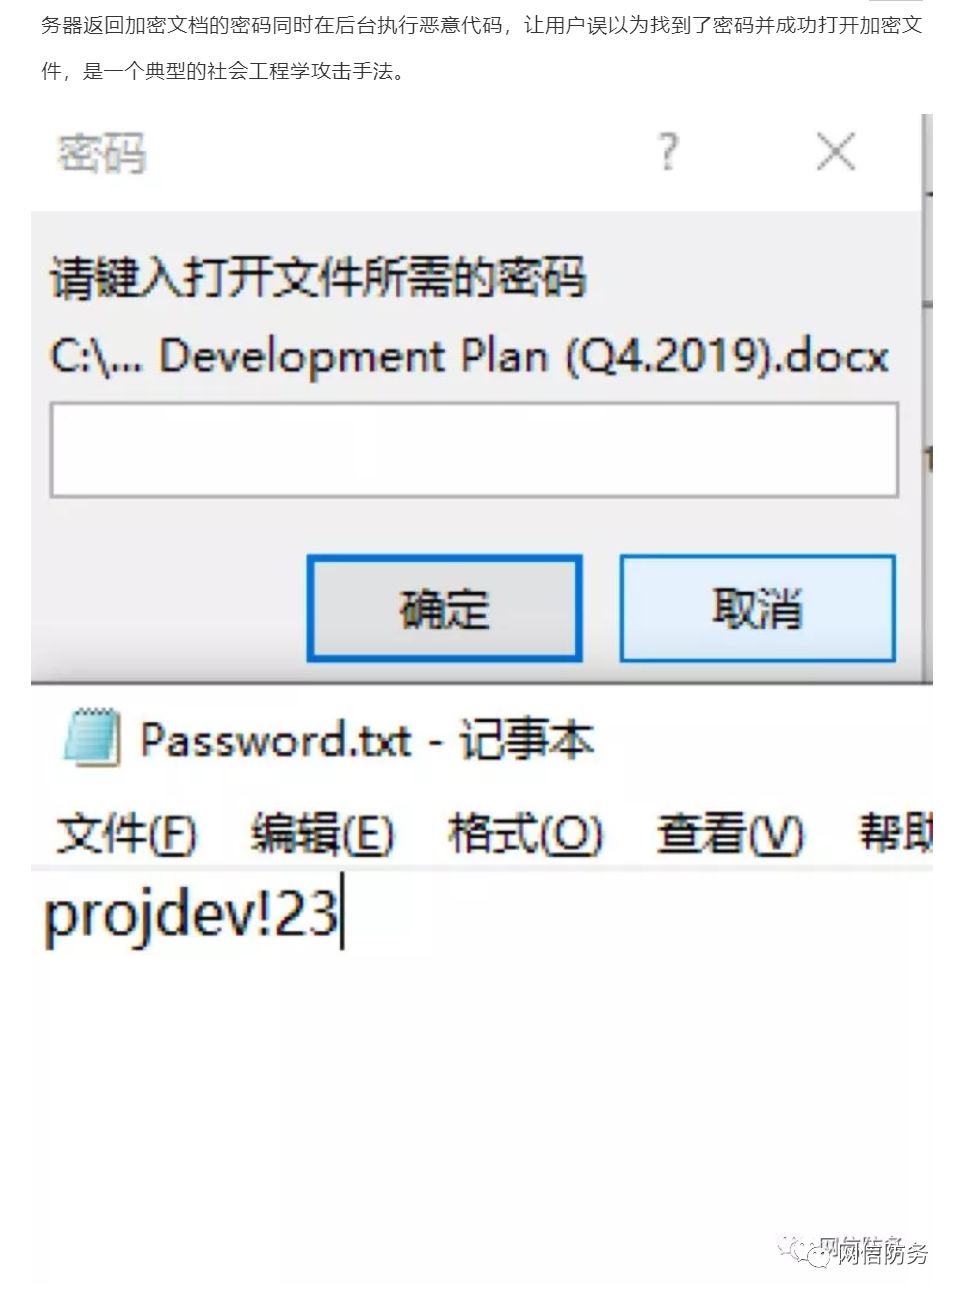 务器返回加密文档的密码同时在后台执行恶意代码，让用户误以为找到了密码并成功打开加密文
件，是一个典型的社会工程学攻击手法。
密码
请键入打开文件所需的密码
C:\... Development Plan (Q4.2019).docx
确定 取消
Password.txt - 记事本
文件(F) 编辑(E) 格式(O) 查看(V) 帮助
projdev!23
网信防务
网信防务